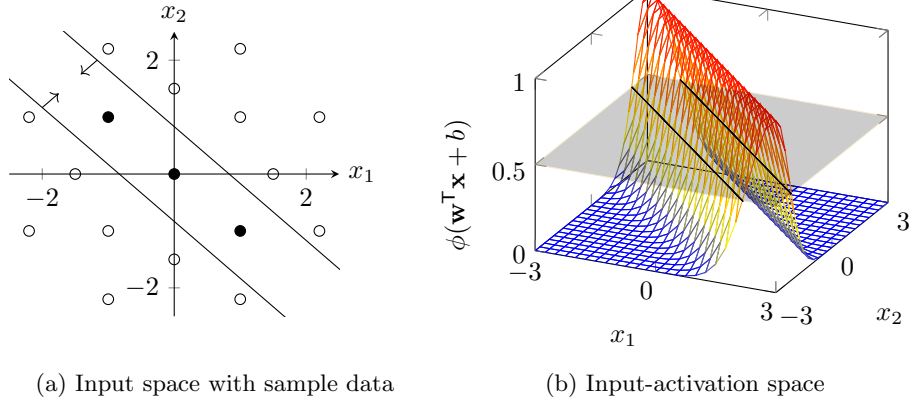 x₂
2
x₁
−2
2
−2
(a) Input space with sample data
1
0.5
0
ϕ(wᵀx + b)
−3
0
3
x₁
−3
0
3
x₂
(b) Input-activation space